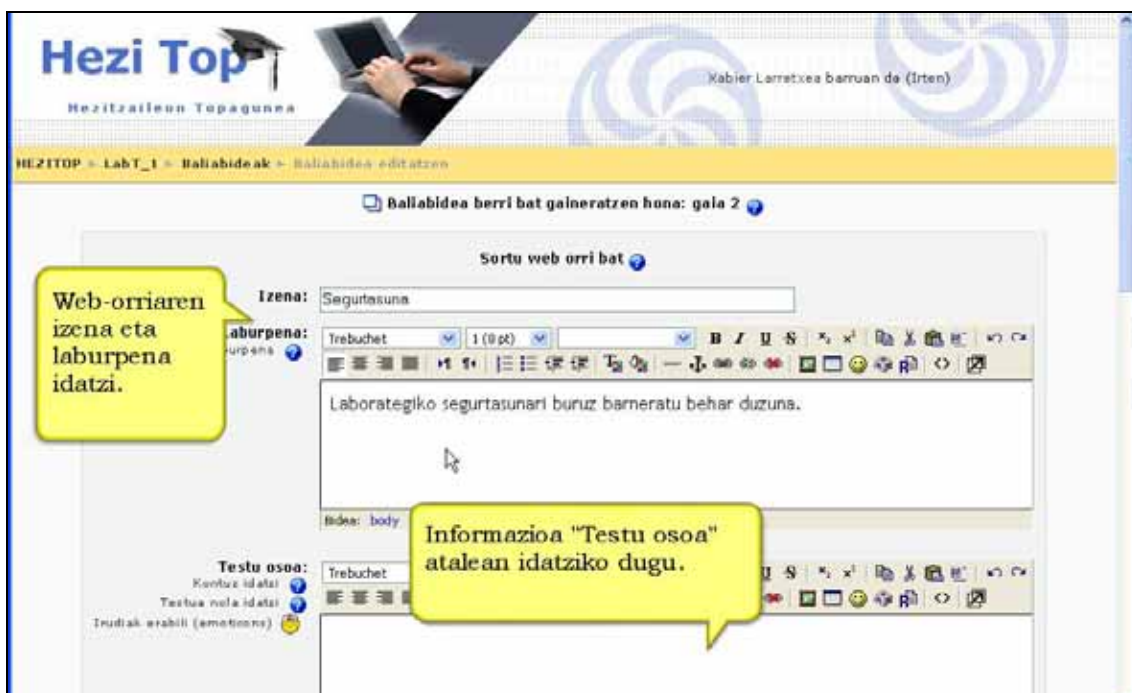 Hezi Top
Hezitzaileon Topagunea
Xabier Larretxea barruan da (Irten)
HEZITOP ► LabT_1 ► Baliabideak ► Baliabidea editatzen
Baliabidea berri bat gaineratzen hona: gaia 2
Sortu web orri bat
Web-orriaren
izena eta
laburpena
idatzi.
Izena: Segurtasuna
aburpena:
urpena
Trebuchet 1 (8 pt) B I U S
Laborategiko segurtasunari buruz barneratu behar duzuna.
Bidea: body
Informazioa "Testu osoa"
atalean idatziko dugu.
Testu osoa:
Kontuz idatzi
Testua nola idatzi
Irudiak erabili (emoticons)
Trebuchet U S